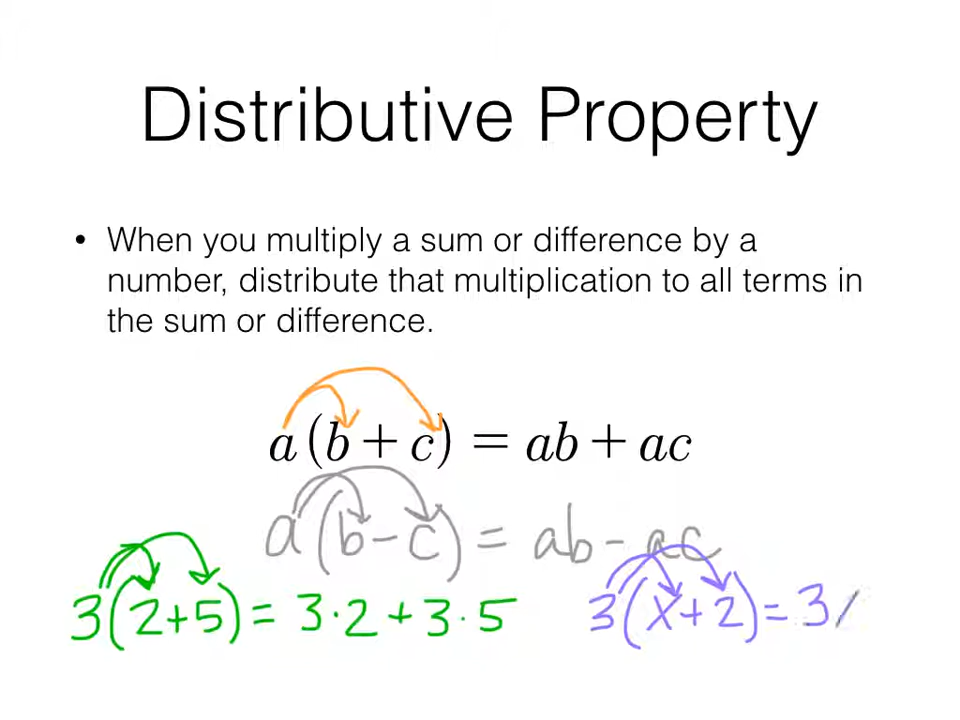 Distributive Property
• When you multiply a sum or difference by a
number, distribute that multiplication to all terms in
the sum or difference.
a(b + c) = ab + ac
a(b - c) = ab - ac
3(2+5) = 3·2 + 3·5
3(x+2) = 3